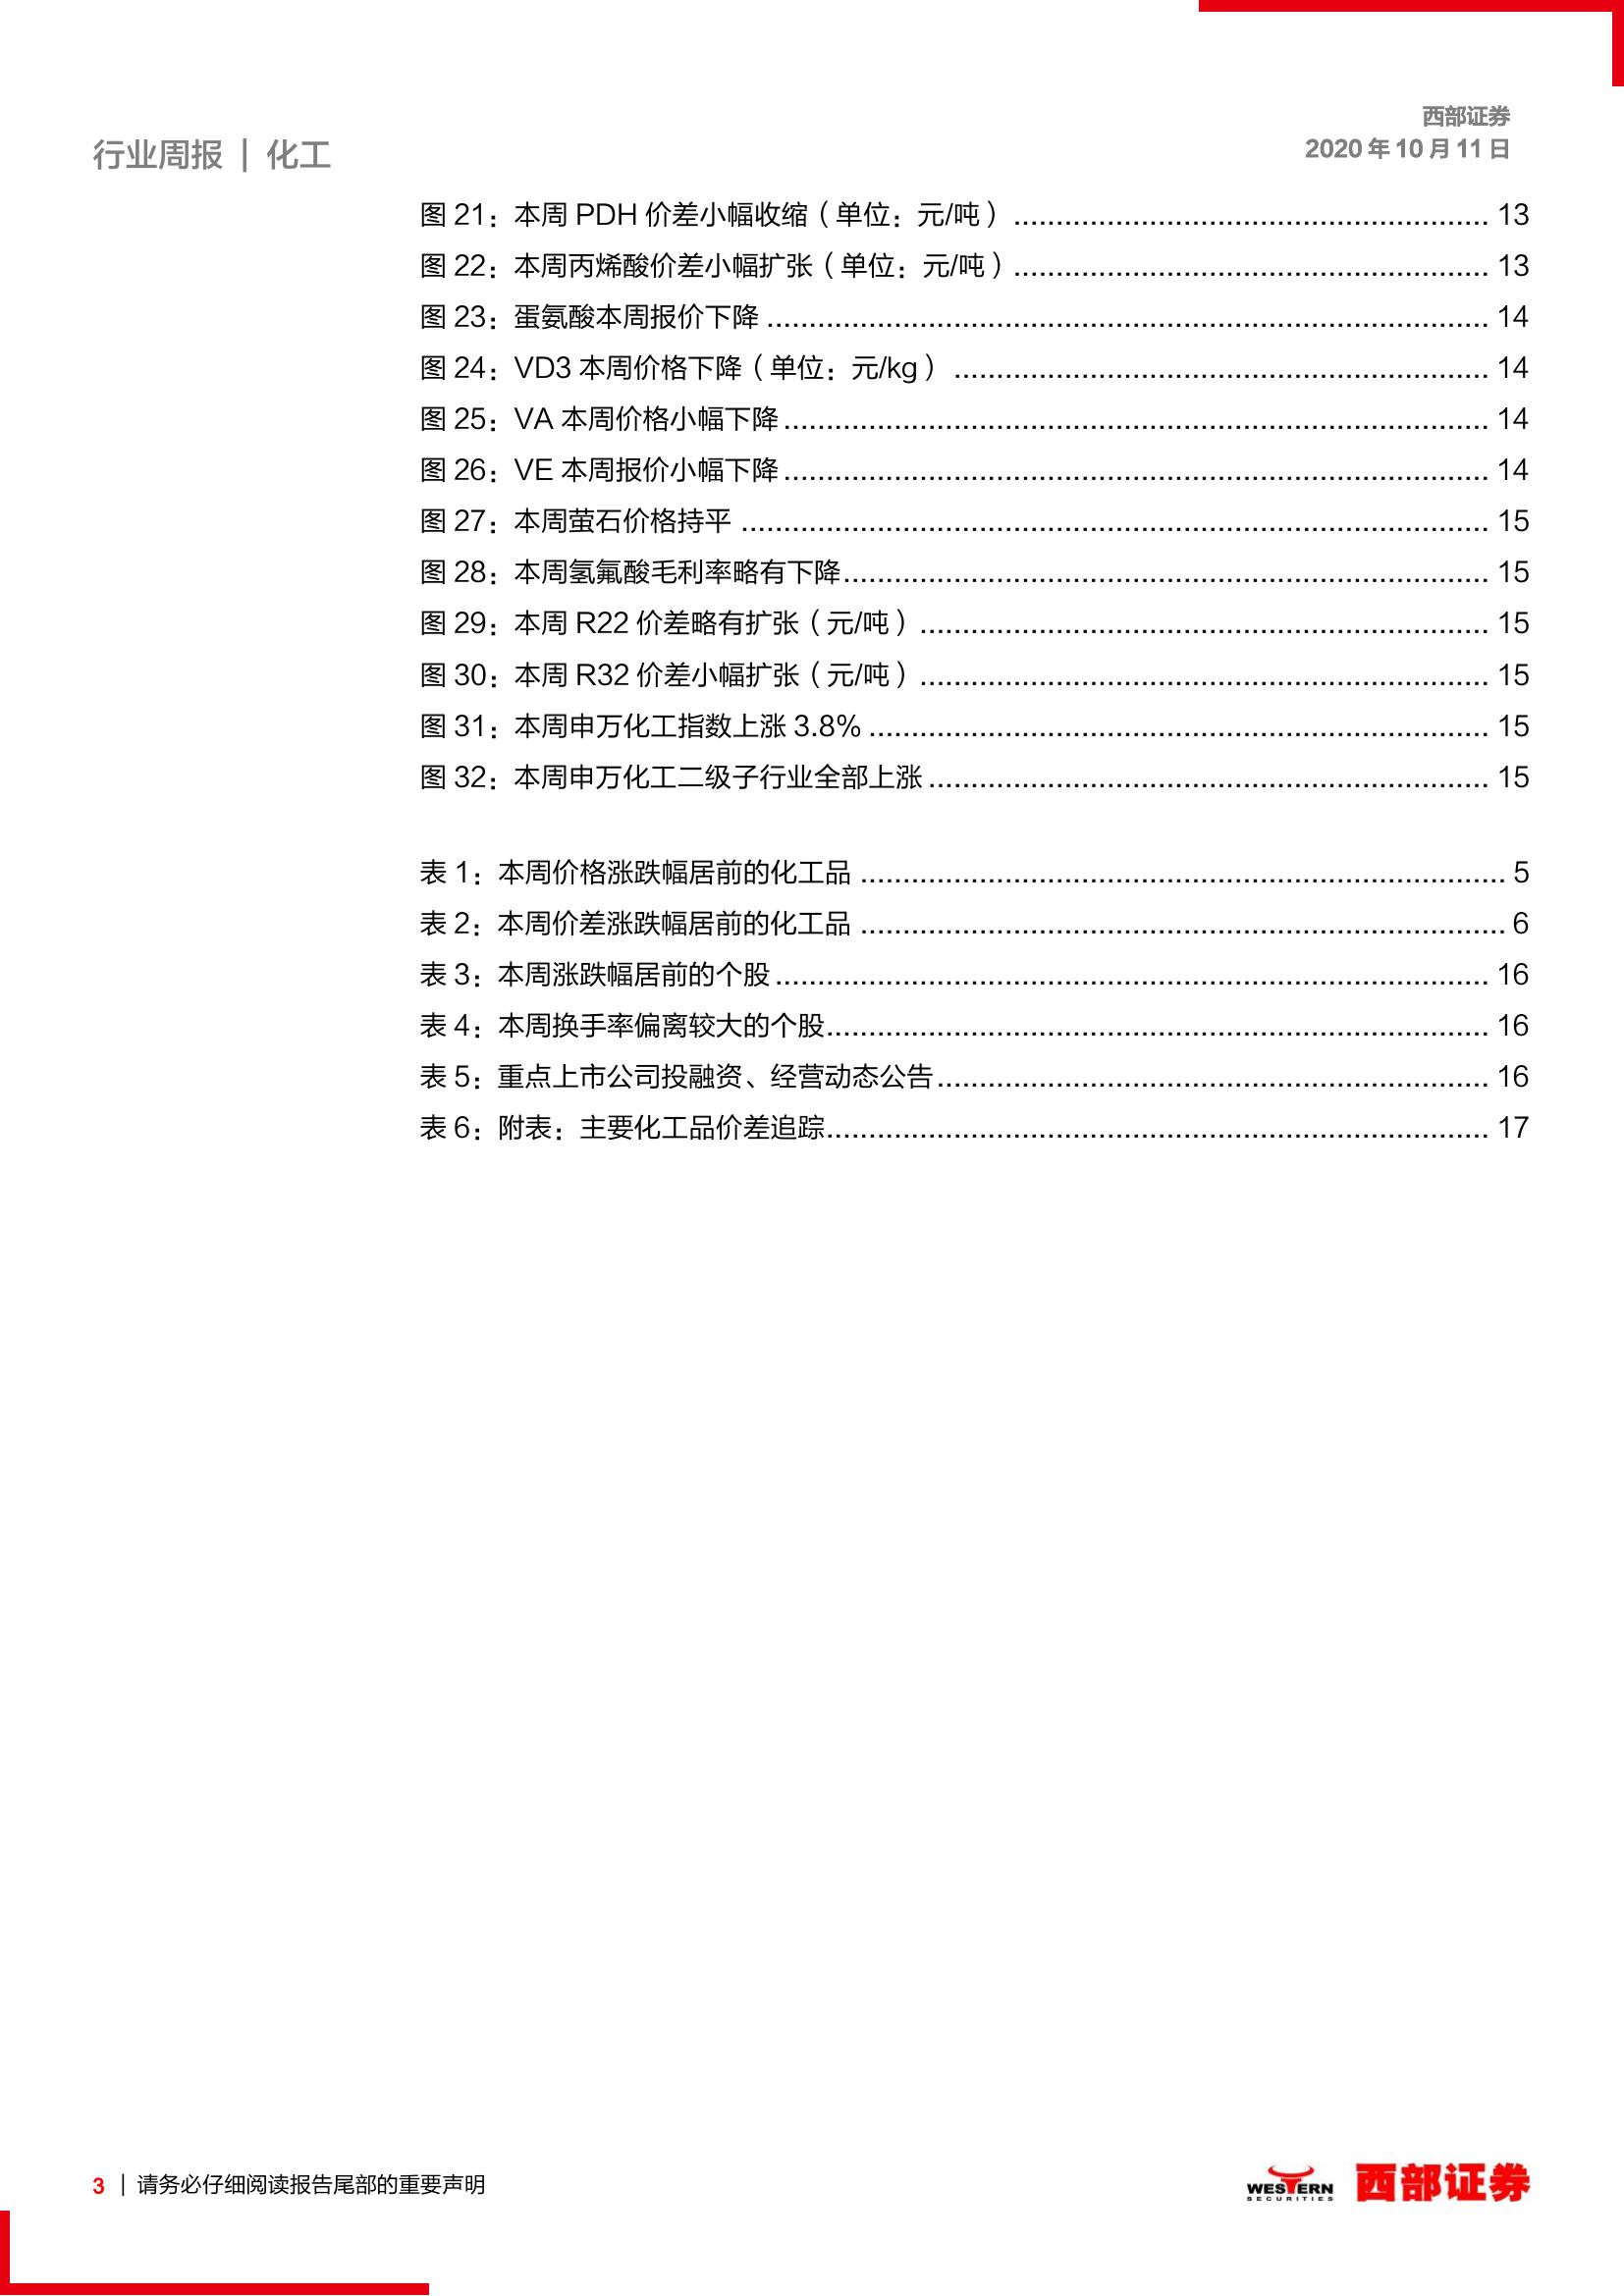 西部证券
2020 年 10 月 11 日
行业周报 | 化工
图 21：本周 PDH 价差小幅收缩（单位：元/吨）........................................................ 13
图 22：本周丙烯酸价差小幅扩张（单位：元/吨）........................................................ 13
图 23：蛋氨酸本周报价下降 ..................................................................................... 14
图 24：VD3 本周价格下降（单位：元/kg） ............................................................... 14
图 25：VA 本周价格小幅下降................................................................................... 14
图 26：VE 本周报价小幅下降................................................................................... 14
图 27：本周萤石价格持平 ........................................................................................ 15
图 28：本周氢氟酸毛利率略有下降............................................................................ 15
图 29：本周 R22 价差略有扩张（元/吨）................................................................... 15
图 30：本周 R32 价差小幅扩张（元/吨）................................................................... 15
图 31：本周申万化工指数上涨 3.8% ......................................................................... 15
图 32：本周申万化工二级子行业全部上涨.................................................................. 15
表 1：本周价格涨跌幅居前的化工品 ............................................................................ 5
表 2：本周价差涨跌幅居前的化工品 ............................................................................ 6
表 3：本周涨跌幅居前的个股.................................................................................... 16
表 4：本周换手率偏离较大的个股.............................................................................. 16
表 5：重点上市公司投融资、经营动态公告................................................................. 16
表 6：附表：主要化工品价差追踪.............................................................................. 17
3 | 请务必仔细阅读报告尾部的重要声明
WESTERN
SECURITIES
西部证券